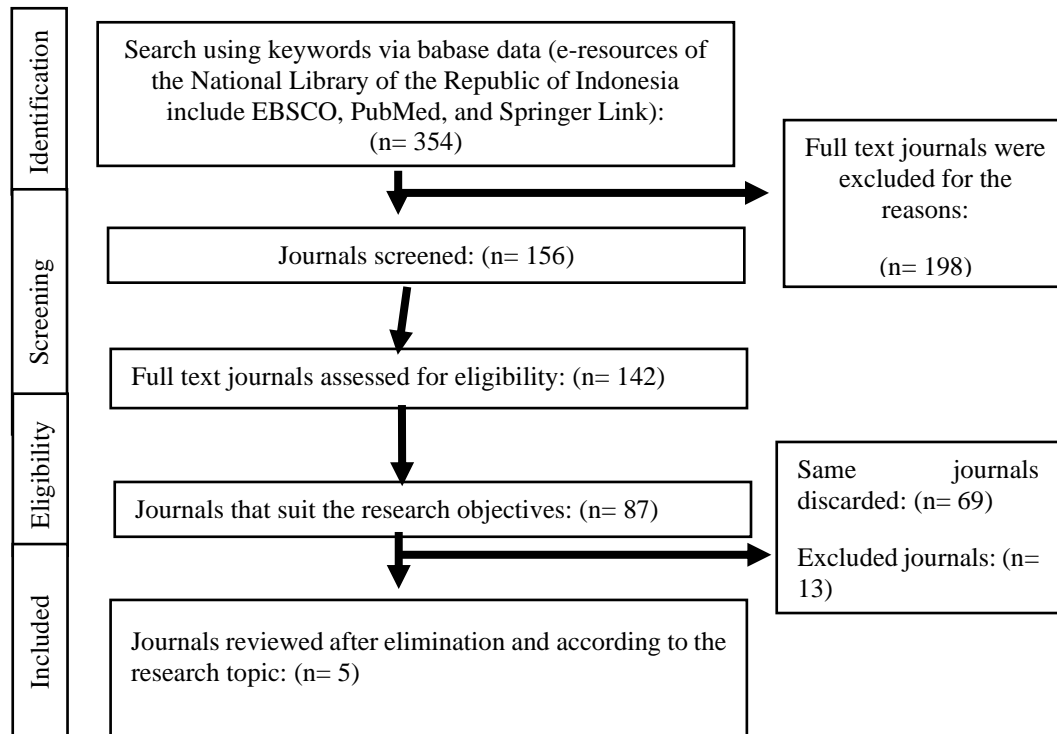 Identification
Search using keywords via babase data (e-resources of
the National Library of the Republic of Indonesia
include EBSCO, PubMed, and Springer Link):
(n= 354)
Full text journals were
excluded for the
reasons:
(n= 198)
Screening
Journals screened: (n= 156)
Full text journals assessed for eligibility: (n= 142)
Eligibility
Journals that suit the research objectives: (n= 87)
Same journals
discarded: (n= 69)
Excluded journals: (n=
13)
Included
Journals reviewed after elimination and according to the
research topic: (n= 5)